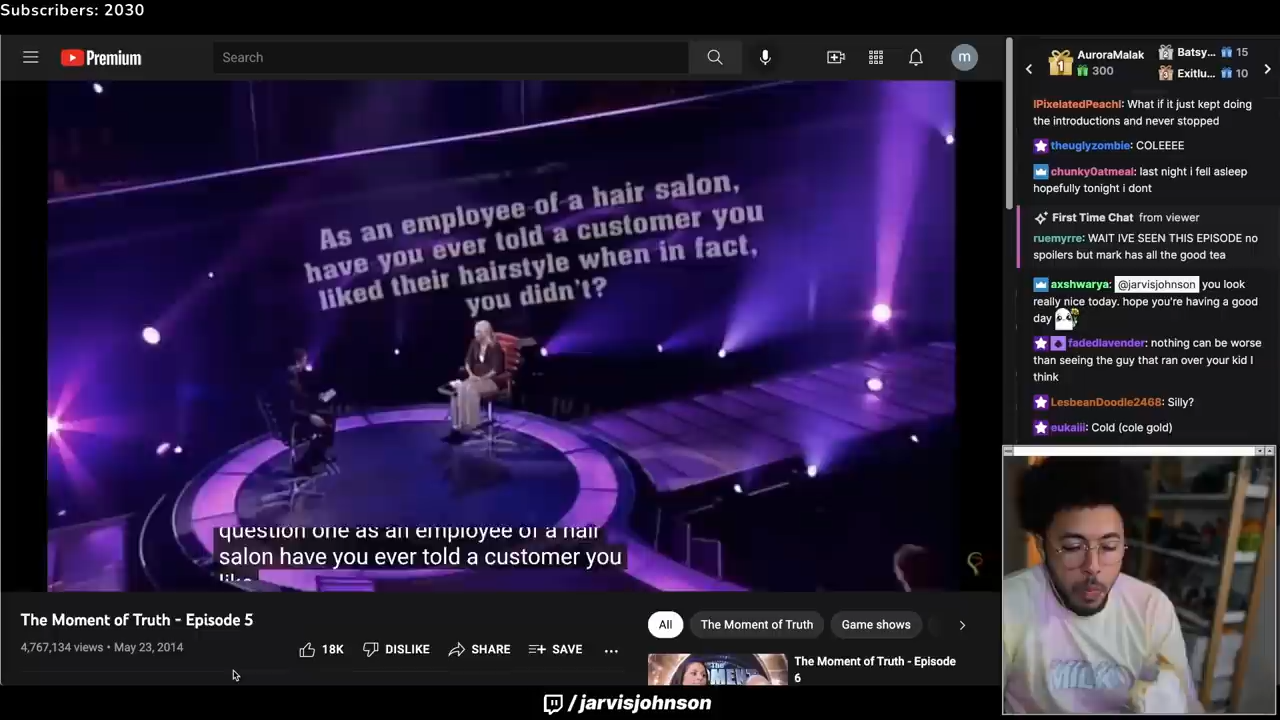 Subscribers: 2030
Premium
Search
m
As an employee of a hair salon,
have you ever told a customer you
liked their hairstyle when in fact,
you didn't?
question one as an employee of a hair
salon have you ever told a customer you
like
The Moment of Truth - Episode 5
4,767,134 views • May 23, 2014
18K
DISLIKE
SHARE
SAVE
All
The Moment of Truth
Game shows
The Moment of Truth - Episode
6
1
AuroraMalak
300
2
Batsy... 15
3
Exitlu... 10
lPixelatedPeachl: What if it just kept doing
the introductions and never stopped
theuglyzombie: COLEEEE
chunky0atmeal: last night i fell asleep
hopefully tonight i dont
First Time Chat from viewer
ruemyrre: WAIT IVE SEEN THIS EPISODE no
spoilers but mark has all the good tea
axshwarya: @jarvisjohnson you look
really nice today. hope you're having a good
day
fadedlavender: nothing can be worse
than seeing the guy that ran over your kid I
think
LesbeanDoodle2468: Silly?
eukaiii: Cold (cole gold)
MILKY
/jarvisjohnson